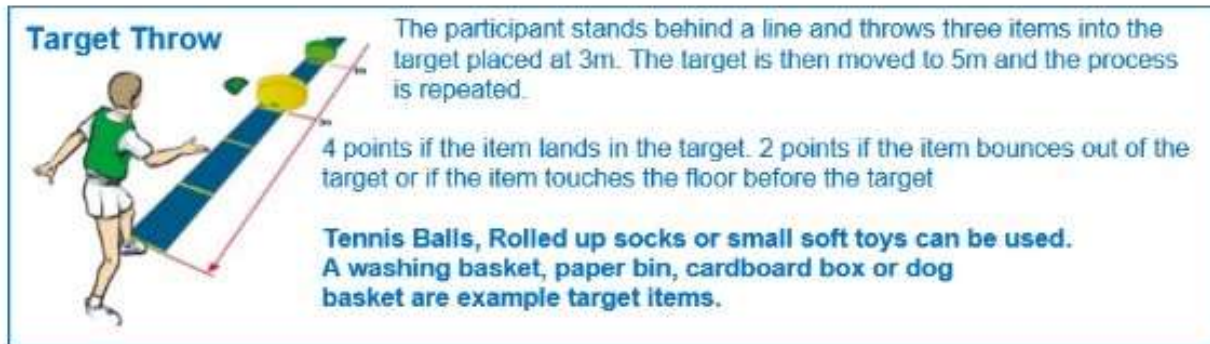 Target Throw
The participant stands behind a line and throws three items into the
target placed at 3m. The target is then moved to 5m and the process
is repeated.
4 points if the item lands in the target. 2 points if the item bounces out of the
target or if the item touches the floor before the target
Tennis Balls, Rolled up socks or small soft toys can be used.
A washing basket, paper bin, cardboard box or dog
basket are example target items.